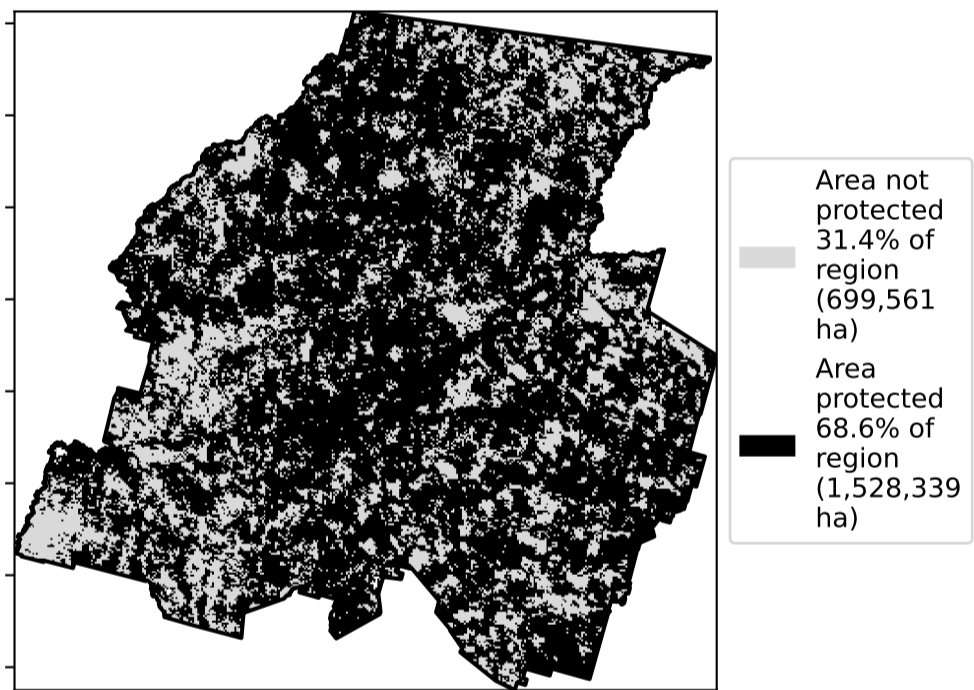 Area not
protected
31.4% of
region
(699,561
ha)
Area
protected
68.6% of
region
(1,528,339
ha)